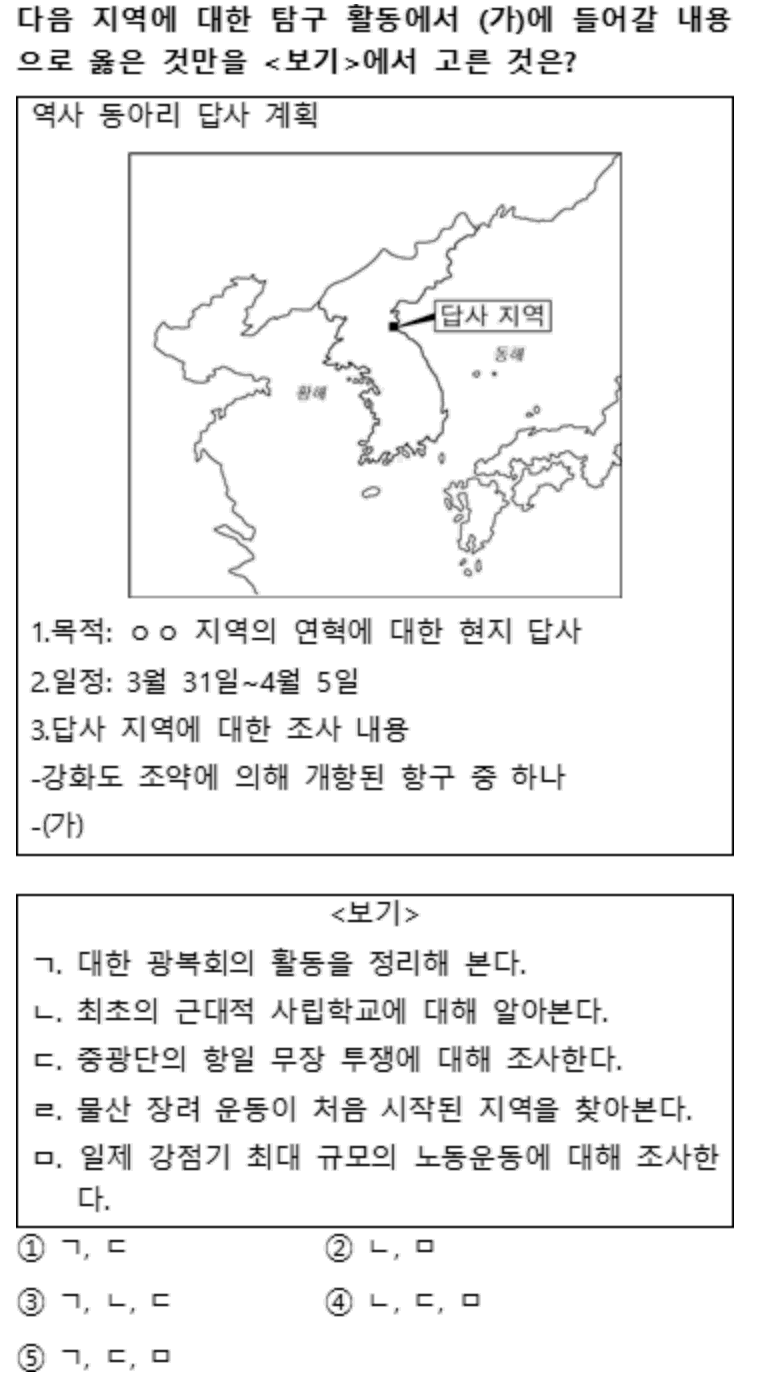 다음 지역에 대한 탐구 활동에서 (가)에 들어갈 내용
으로 옳은 것만을 <보기>에서 고른 것은?
역사 동아리 답사 계획
답사 지역
동해
황해
1.목적: ㅇㅇ 지역의 연혁에 대한 현지 답사
2.일정: 3월 31일~4월 5일
3.답사 지역에 대한 조사 내용
-강화도 조약에 의해 개항된 항구 중 하나
-(가)
<보기>
ㄱ. 대한 광복회의 활동을 정리해 본다.
ㄴ. 최초의 근대적 사립학교에 대해 알아본다.
ㄷ. 중광단의 항일 무장 투쟁에 대해 조사한다.
ㄹ. 물산 장려 운동이 처음 시작된 지역을 찾아본다.
ㅁ. 일제 강점기 최대 규모의 노동운동에 대해 조사한
다.
① ㄱ, ㄷ ② ㄴ, ㅁ
③ ㄱ, ㄴ, ㄷ ④ ㄴ, ㄷ, ㅁ
⑤ ㄱ, ㄷ, ㅁ